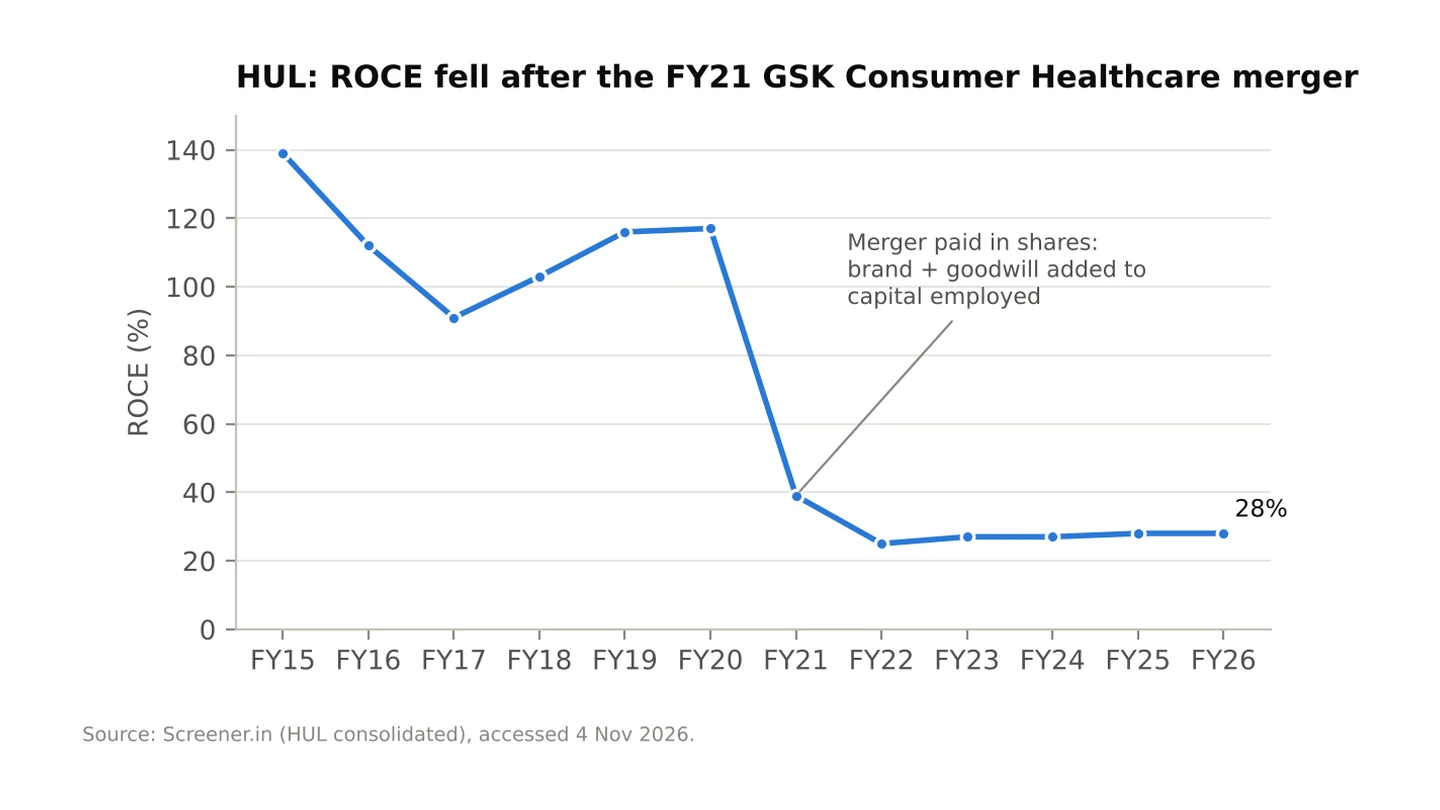 HUL: ROCE fell after the FY21 GSK Consumer Healthcare merger
ROCE (%)
140
120
100
80
60
40
20
0
Merger paid in shares:
brand + goodwill added to
capital employed
28%
FY15 FY16 FY17 FY18 FY19 FY20 FY21 FY22 FY23 FY24 FY25 FY26
Source: Screener.in (HUL consolidated), accessed 4 Nov 2026.